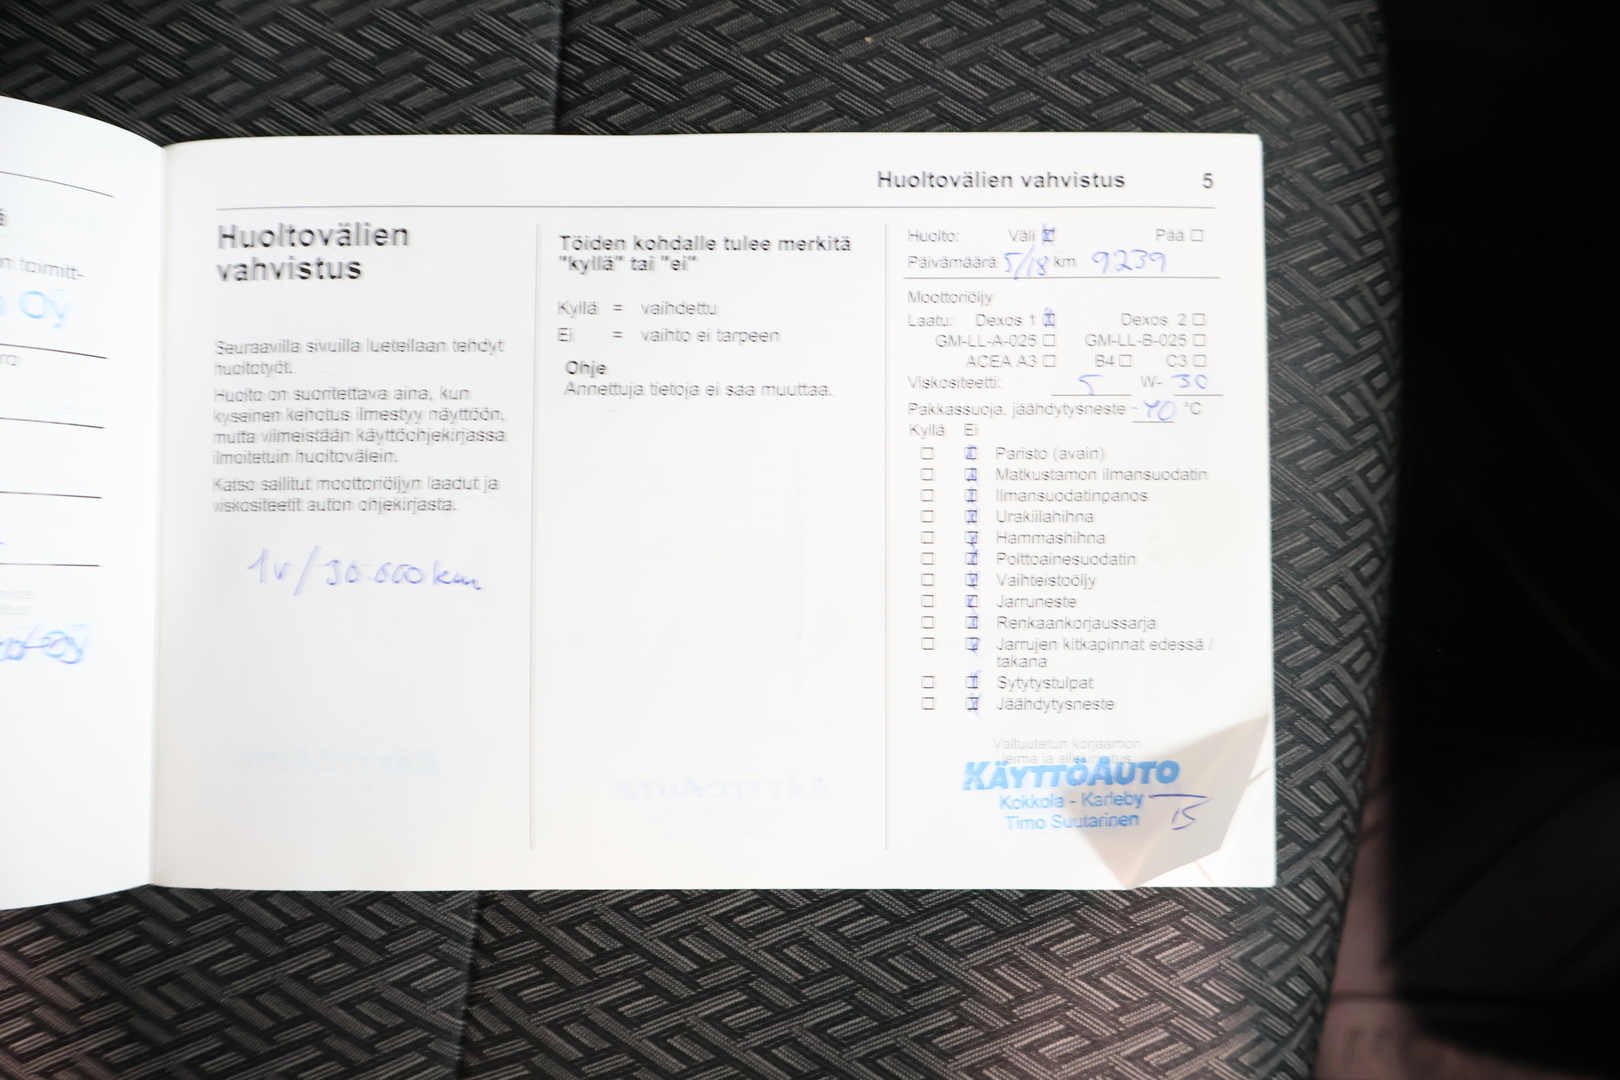 n toimitt-
o Oy
Huoltovälien vahvistus 5
Huoltovälien
vahvistus
Seuraavilla sivuilla luetellaan tehdyt
huoltotyöt.
Huolto on suoritettava aina, kun
kyseinen kehotus ilmestyy näyttöön,
mutta viimeistään käyttöohjekirjassa
ilmoitetuin huoltovälein.
Katso sallitut moottoriöljyn laadut ja
viskositeetit auton ohjekirjasta.
1v/30.000km
Töiden kohdalle tulee merkitä
"kyllä" tai "ei"
Kyllä = vaihdettu
Ei = vaihto ei tarpeen
Ohje
Annettuja tietoja ei saa muuttaa.
Huolto: Väli ☒ Pää ☐
Päivämäärä 5/18 km 9239
Moottoriöljy
Laatu: Dexos 1 ☒ Dexos 2 ☐
GM-LL-A-025 ☐ GM-LL-B-025 ☐
ACEA A3 ☐ B4 ☐ C3 ☐
Viskositeetti: 5 W- 30
Pakkassuoja, jäähdytysneste -40 °C
Kyllä Ei
☐ ☒ Paristo (avain)
☐ ☒ Matkustamon ilmansuodatin
☐ ☒ Ilmansuodatinpanos
☐ ☒ Urakiilahihna
☐ ☒ Hammashihna
☐ ☒ Polttoainesuodatin
☐ ☒ Vaihteistoöljy
☐ ☒ Jarruneste
☐ ☒ Renkaankorjaussarja
☐ ☒ Jarrujen kitkapinnat edessä /
takana
☐ ☒ Sytytystulpat
☐ ☒ Jäähdytysneste
Valtuutetun korjaamon
leima ja allekirjoitus
KÄYTTÖAUTO
Kokkola - Karleby
Timo Suutarinen